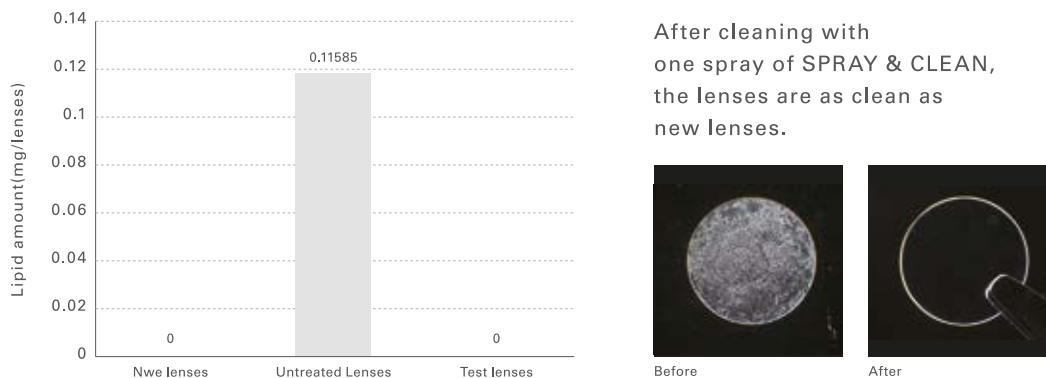 Lipid amount(mg/lenses)
0.14
0.12
0.1
0.08
0.06
0.04
0.02
0
0
0.11585
0
Nwe lenses
Untreated Lenses
Test lenses
After cleaning with
one spray of SPRAY & CLEAN,
the lenses are as clean as
new lenses.
Before
After